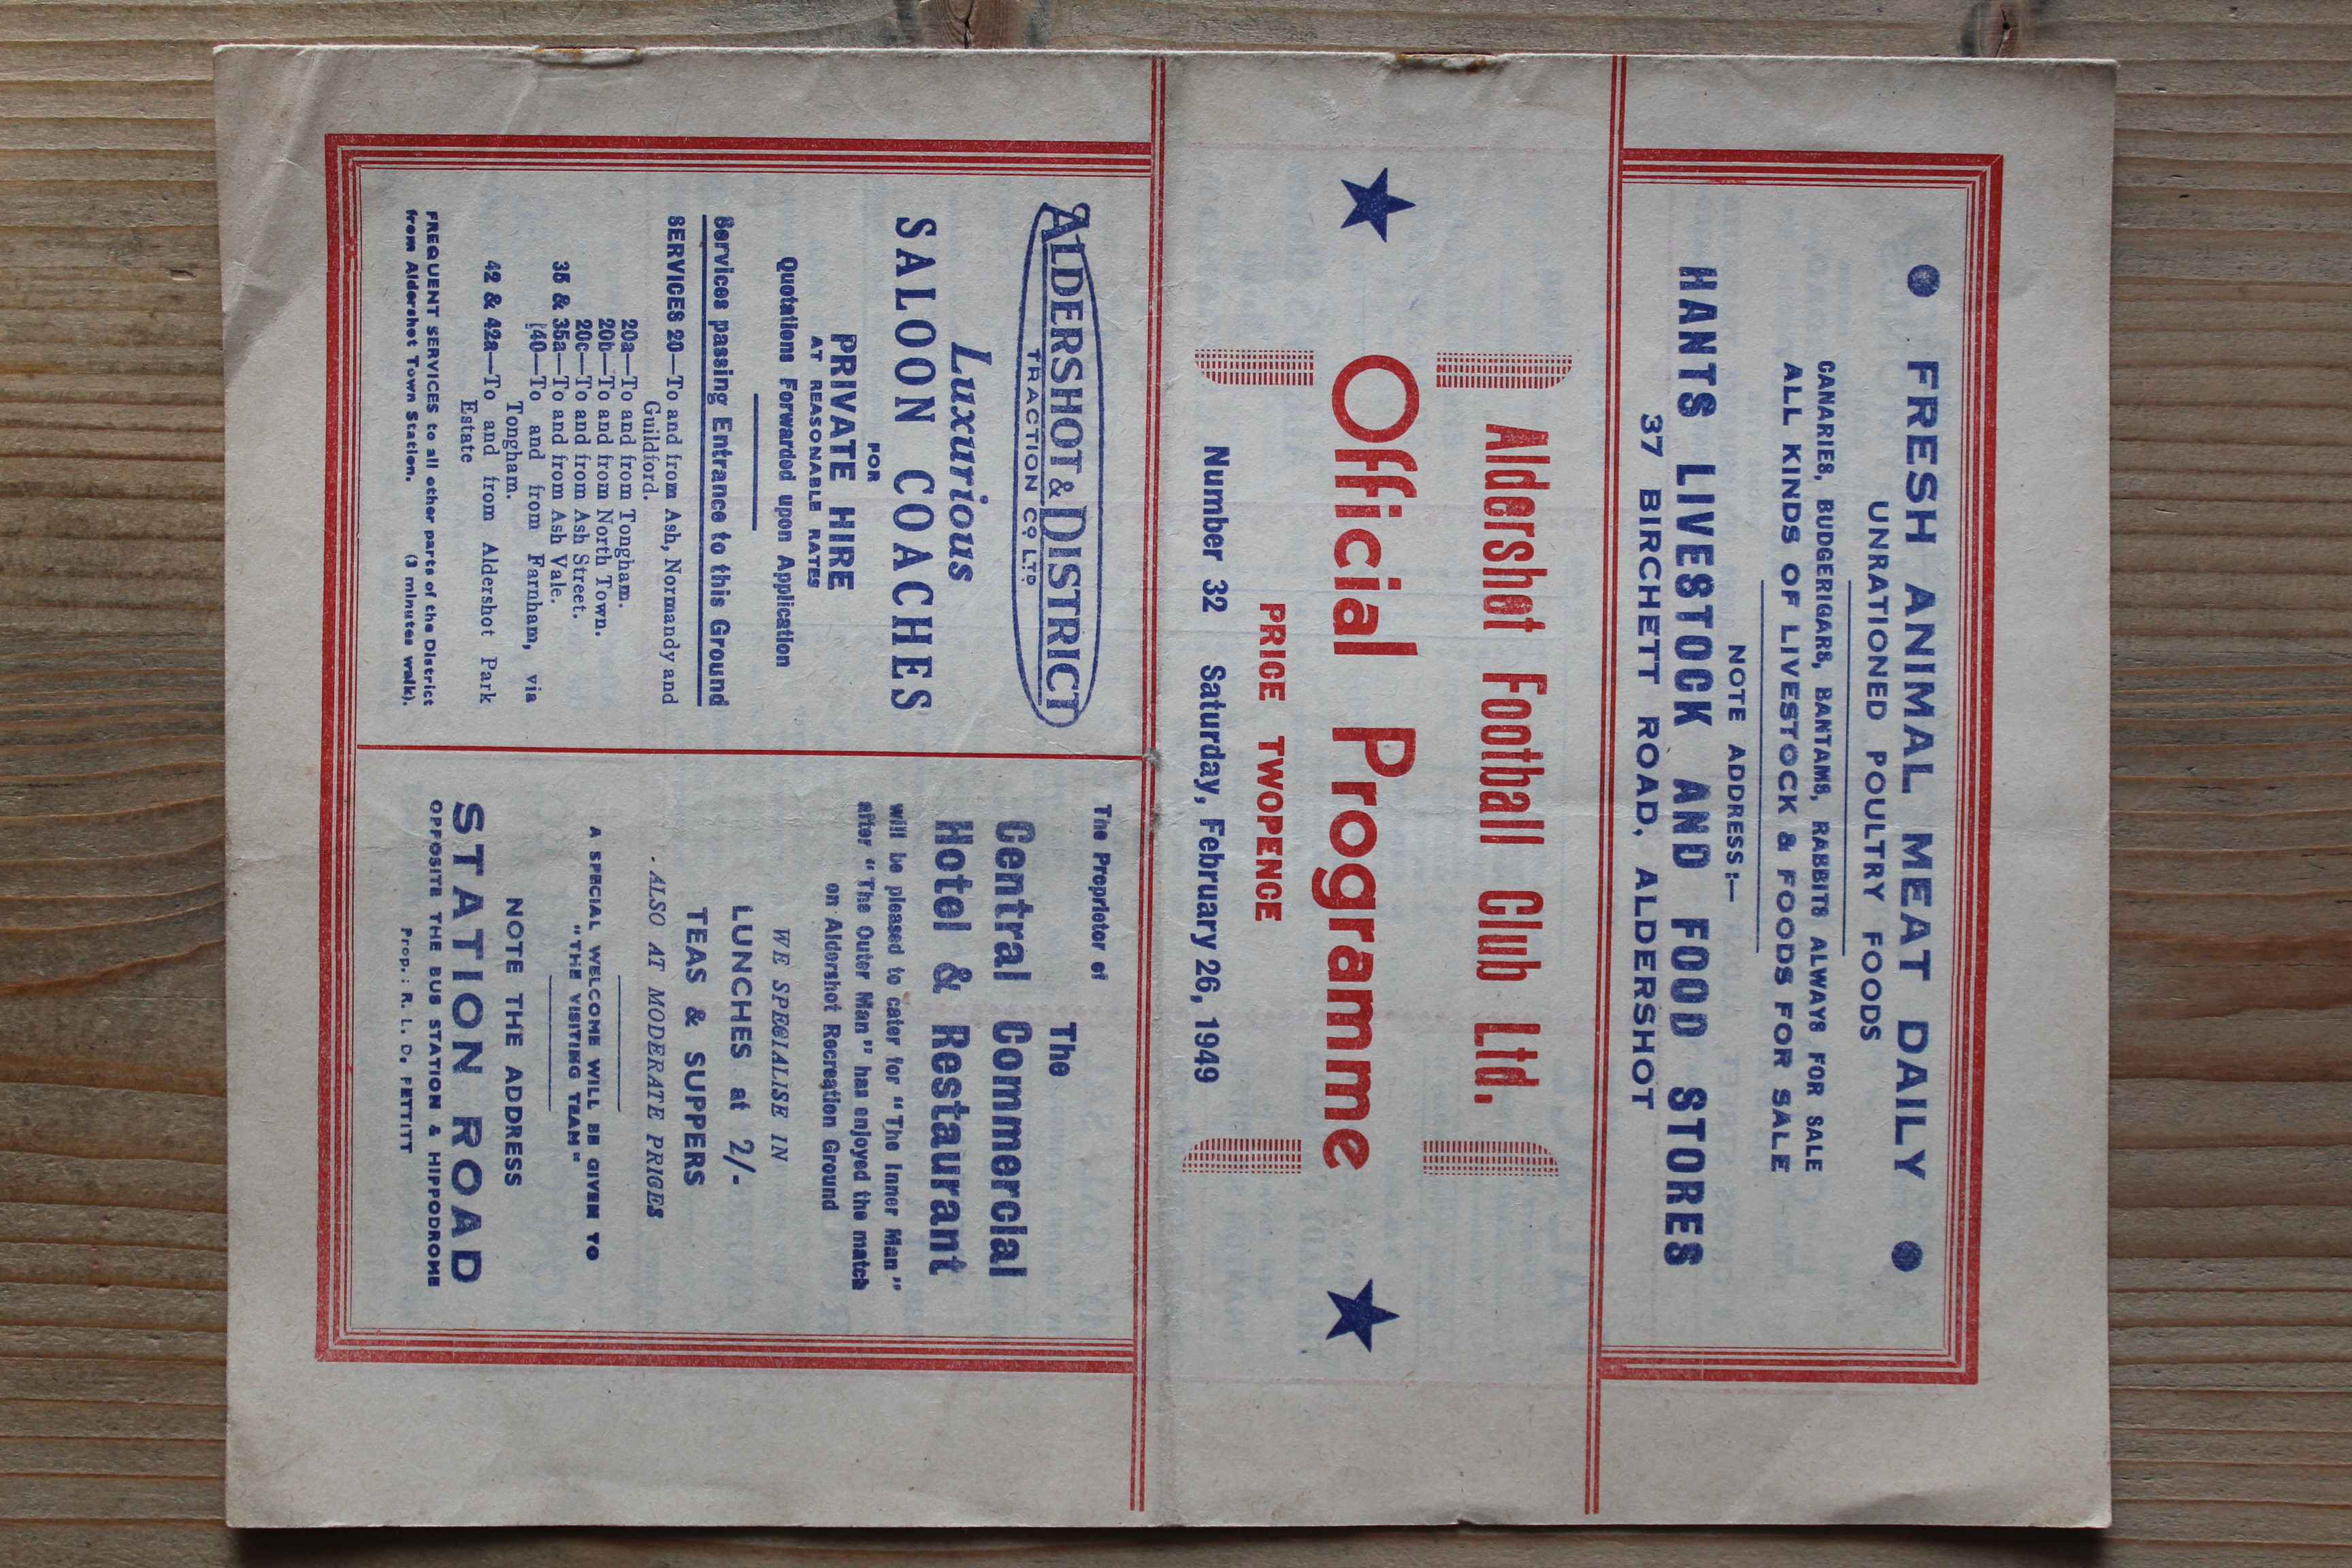 ● FRESH ANIMAL MEAT DAILY ●
UNRATIONED POULTRY FOODS
CANARIES, BUDGERIGARS, BANTAMS, RABBITS ALWAYS FOR SALE
ALL KINDS OF LIVESTOCK & FOODS FOR SALE
NOTE ADDRESS:—
HANTS LIVESTOCK AND FOOD STORES
37 BIRCHETT ROAD, ALDERSHOT
Aldershot Football Club Ltd.
★ Official Programme ★
PRICE TWOPENCE
Number 32 Saturday, February 26, 1949
ALDERSHOT & DISTRICT
TRACTION CO LTD
Luxurious
SALOON COACHES
FOR
PRIVATE HIRE
AT REASONABLE RATES
Quotations Forwarded upon Application
Services passing Entrance to this Ground
SERVICES 20—To and from Ash, Normandy and
Guildford.
20a—To and from Tongham.
20b—To and from North Town.
20c—To and from Ash Street.
35 & 35a—To and from Ash Vale.
40—To and from Farnham, via
Tongham.
42 & 42a—To and from Aldershot Park
Estate
FREQUENT SERVICES to all other parts of the District
from Aldershot Town Station. (3 minutes walk).
The Proprietor of
The
Central Commercial
Hotel & Restaurant
will be pleased to cater for "The Inner Man"
after "The Outer Man" has enjoyed the match
on Aldershot Recreation Ground
WE SPECIALISE IN
LUNCHES at 2/-
TEAS & SUPPERS
ALSO AT MODERATE PRICES
A SPECIAL WELCOME WILL BE GIVEN TO
"THE VISITING TEAM"
NOTE THE ADDRESS
STATION ROAD
OPPOSITE THE BUS STATION & HIPPODROME
Prop.: R. L. D. PETTITT